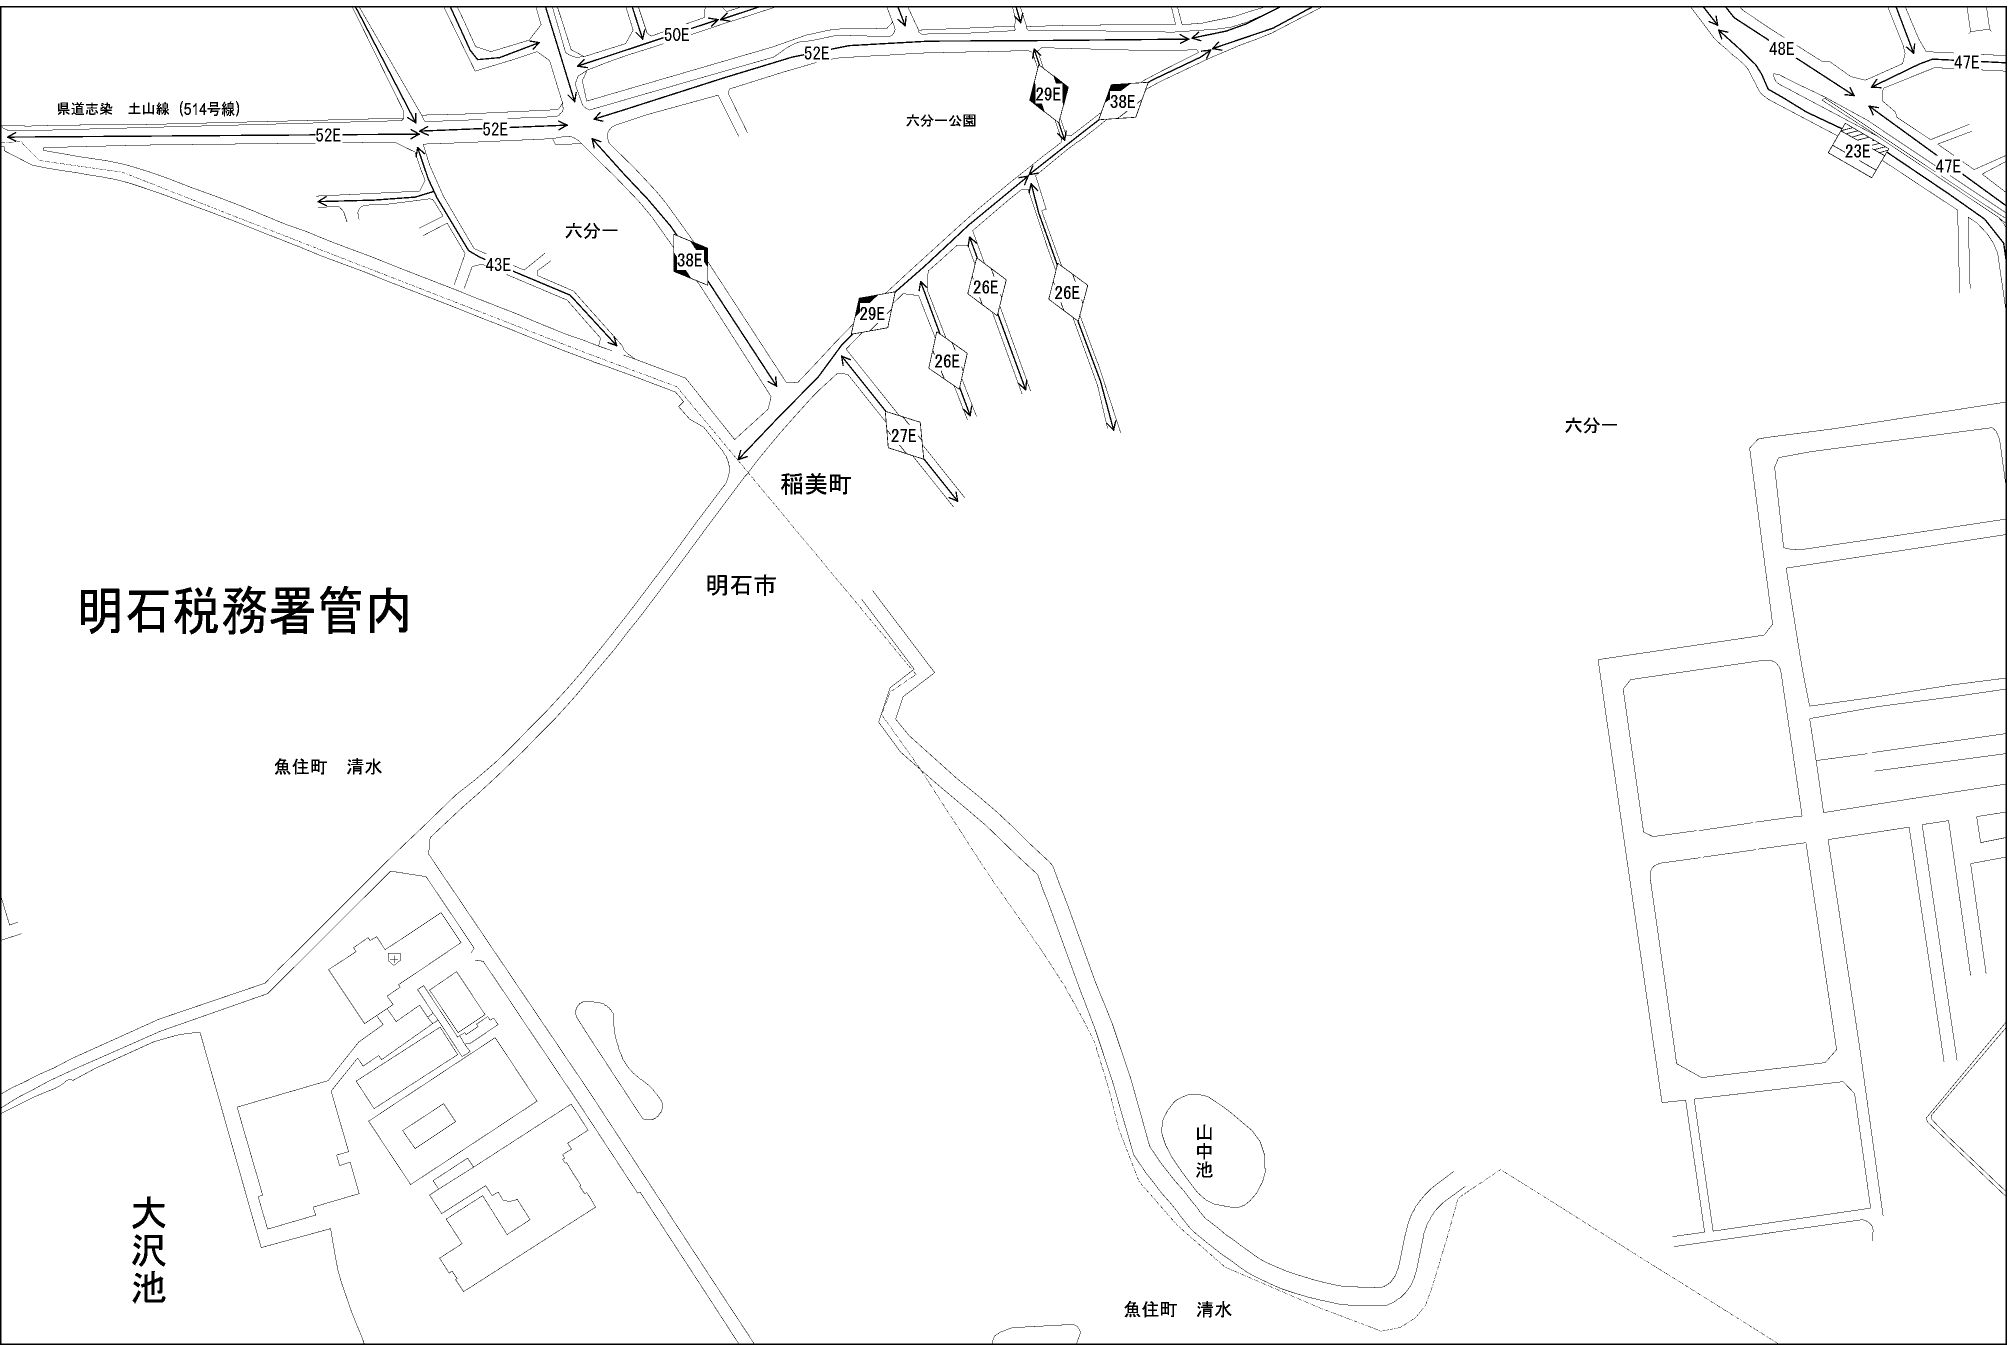 50E
52E
48E
47E
29E
38E
県道志染　土山線（514号線）
52E
52E
六分一公園
23E
47E
六分一
38E
43E
26E
26E
29E
26E
27E
六分一
稲美町
明石市
明石税務署管内
魚住町　清水
山中池
大沢池
魚住町　清水